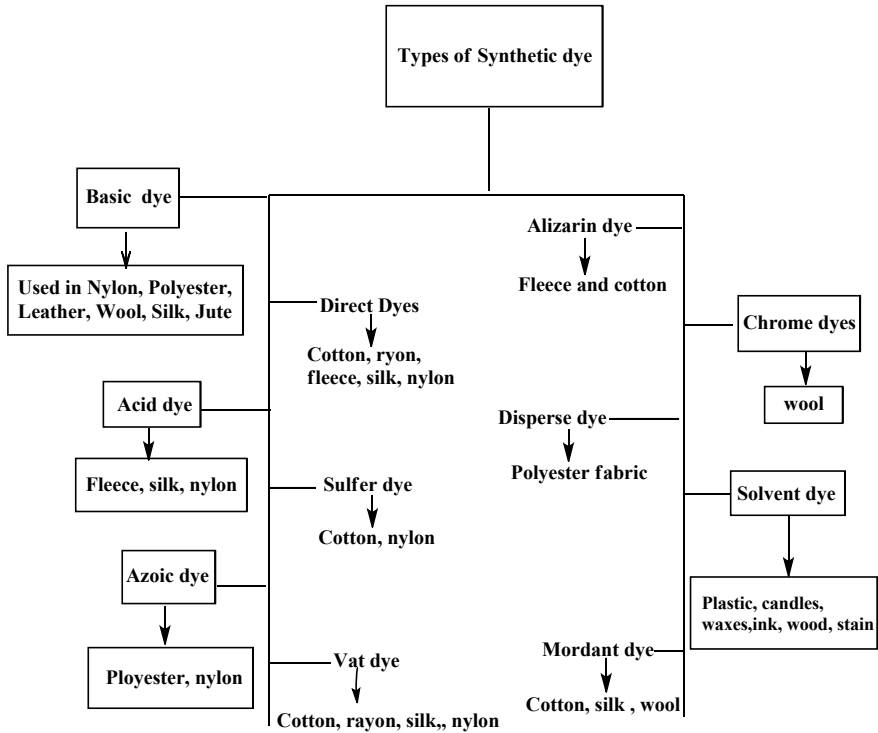 Types of Synthetic dye
Basic dye
Used in Nylon, Polyester,
Leather, Wool, Silk, Jute
Direct Dyes
Cotton, ryon,
fleece, silk, nylon
Acid dye
Fleece, silk, nylon
Sulfer dye
Cotton, nylon
Azoic dye
Ployester, nylon
Vat dye
Cotton, rayon, silk,, nylon
Alizarin dye
Fleece and cotton
Chrome dyes
wool
Disperse dye
Polyester fabric
Solvent dye
Plastic, candles,
waxes,ink, wood, stain
Mordant dye
Cotton, silk , wool